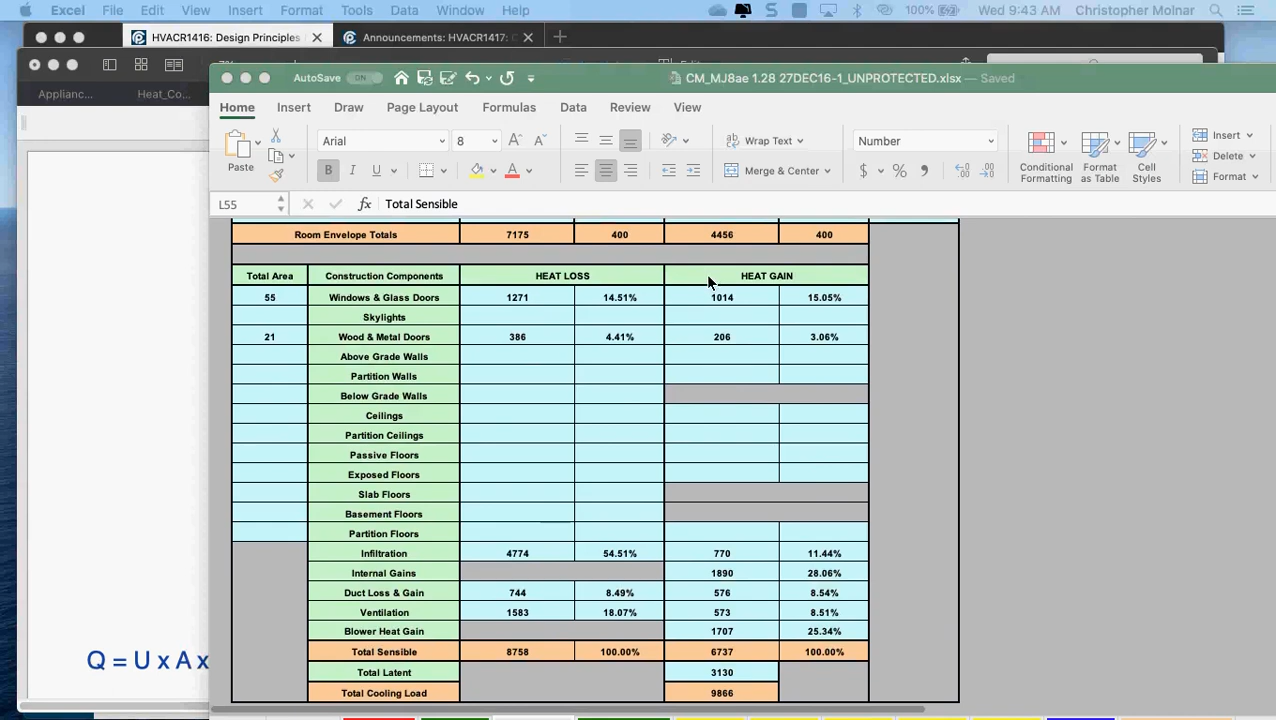 Excel File Edit View Insert Format Tools Data Window Help 100% Wed 9:43 AM Christopher Molnar
HVACR1416: Design Principles Announcements: HVACR1417: C
AutoSave ON CM_MJ8ae 1.28 27DEC16-1_UNPROTECTED.xlsx — Saved
Applianc... Heat_Co...
Home Insert Draw Page Layout Formulas Data Review View
Paste Arial 8 Wrap Text Number Insert
B I U Merge & Center $ % Conditional Formatting Format as Table Cell Styles Delete
Format
L55 fx Total Sensible
Room Envelope Totals 7175 400 4456 400
Total Area Construction Components HEAT LOSS HEAT GAIN
55 Windows & Glass Doors 1271 14.51% 1014 15.05%
Skylights
21 Wood & Metal Doors 386 4.41% 206 3.06%
Above Grade Walls
Partition Walls
Below Grade Walls
Ceilings
Partition Ceilings
Passive Floors
Exposed Floors
Slab Floors
Basement Floors
Partition Floors
Infiltration 4774 54.51% 770 11.44%
Internal Gains 1890 28.06%
Duct Loss & Gain 744 8.49% 576 8.54%
Ventilation 1583 18.07% 573 8.51%
Blower Heat Gain 1707 25.34%
Total Sensible 8758 100.00% 6737 100.00%
Q = U x A x
Total Latent 3130
Total Cooling Load 9866